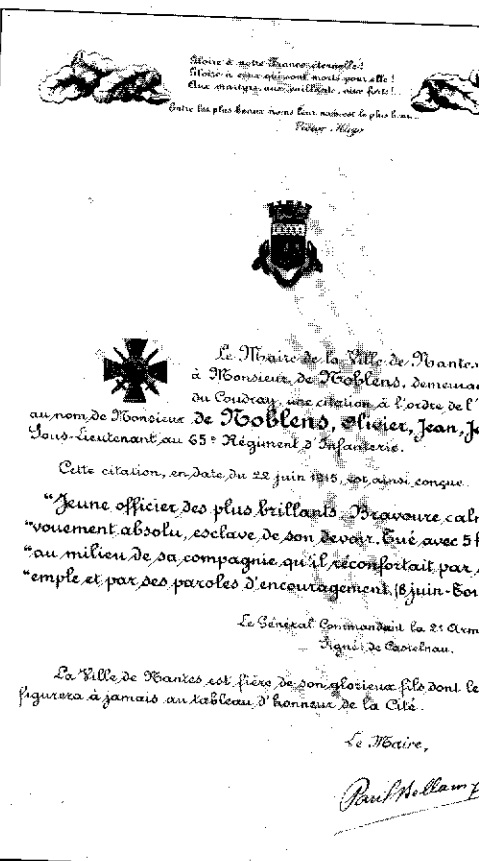 Gloire à notre France éternelle !
Gloire à ceux qui sont morts pour elle !
Aux martyrs, aux vaillants, aux forts !
Entre les plus beaux noms leur nom est le plus beau...
Victor Hugo
Le Maire de la Ville de Nantes
à Monsieur de Noblens, demeura
du Coudray, une citation à l'ordre de l'
au nom de Monsieur de Noblens, Olivier, Jean, J
Sous-Lieutenant au 65e Régiment d'Infanterie.
Cette citation, en date du 22 juin 1915, est ainsi conçue
"Jeune officier des plus brillants. Bravoure cal
"vouement absolu, esclave de son devoir. Tué avec 5
"au milieu de sa compagnie qu'il réconfortait par
"emple et par ses paroles d'encouragement, (8 juin-
Le Général Commandant la 2e Arm
Signé: de Castelnau.
La Ville de Nantes est fière de son glorieux fils dont le
figurera à jamais au tableau d'honneur de la Cité.
Le Maire,
Paul Bellamy